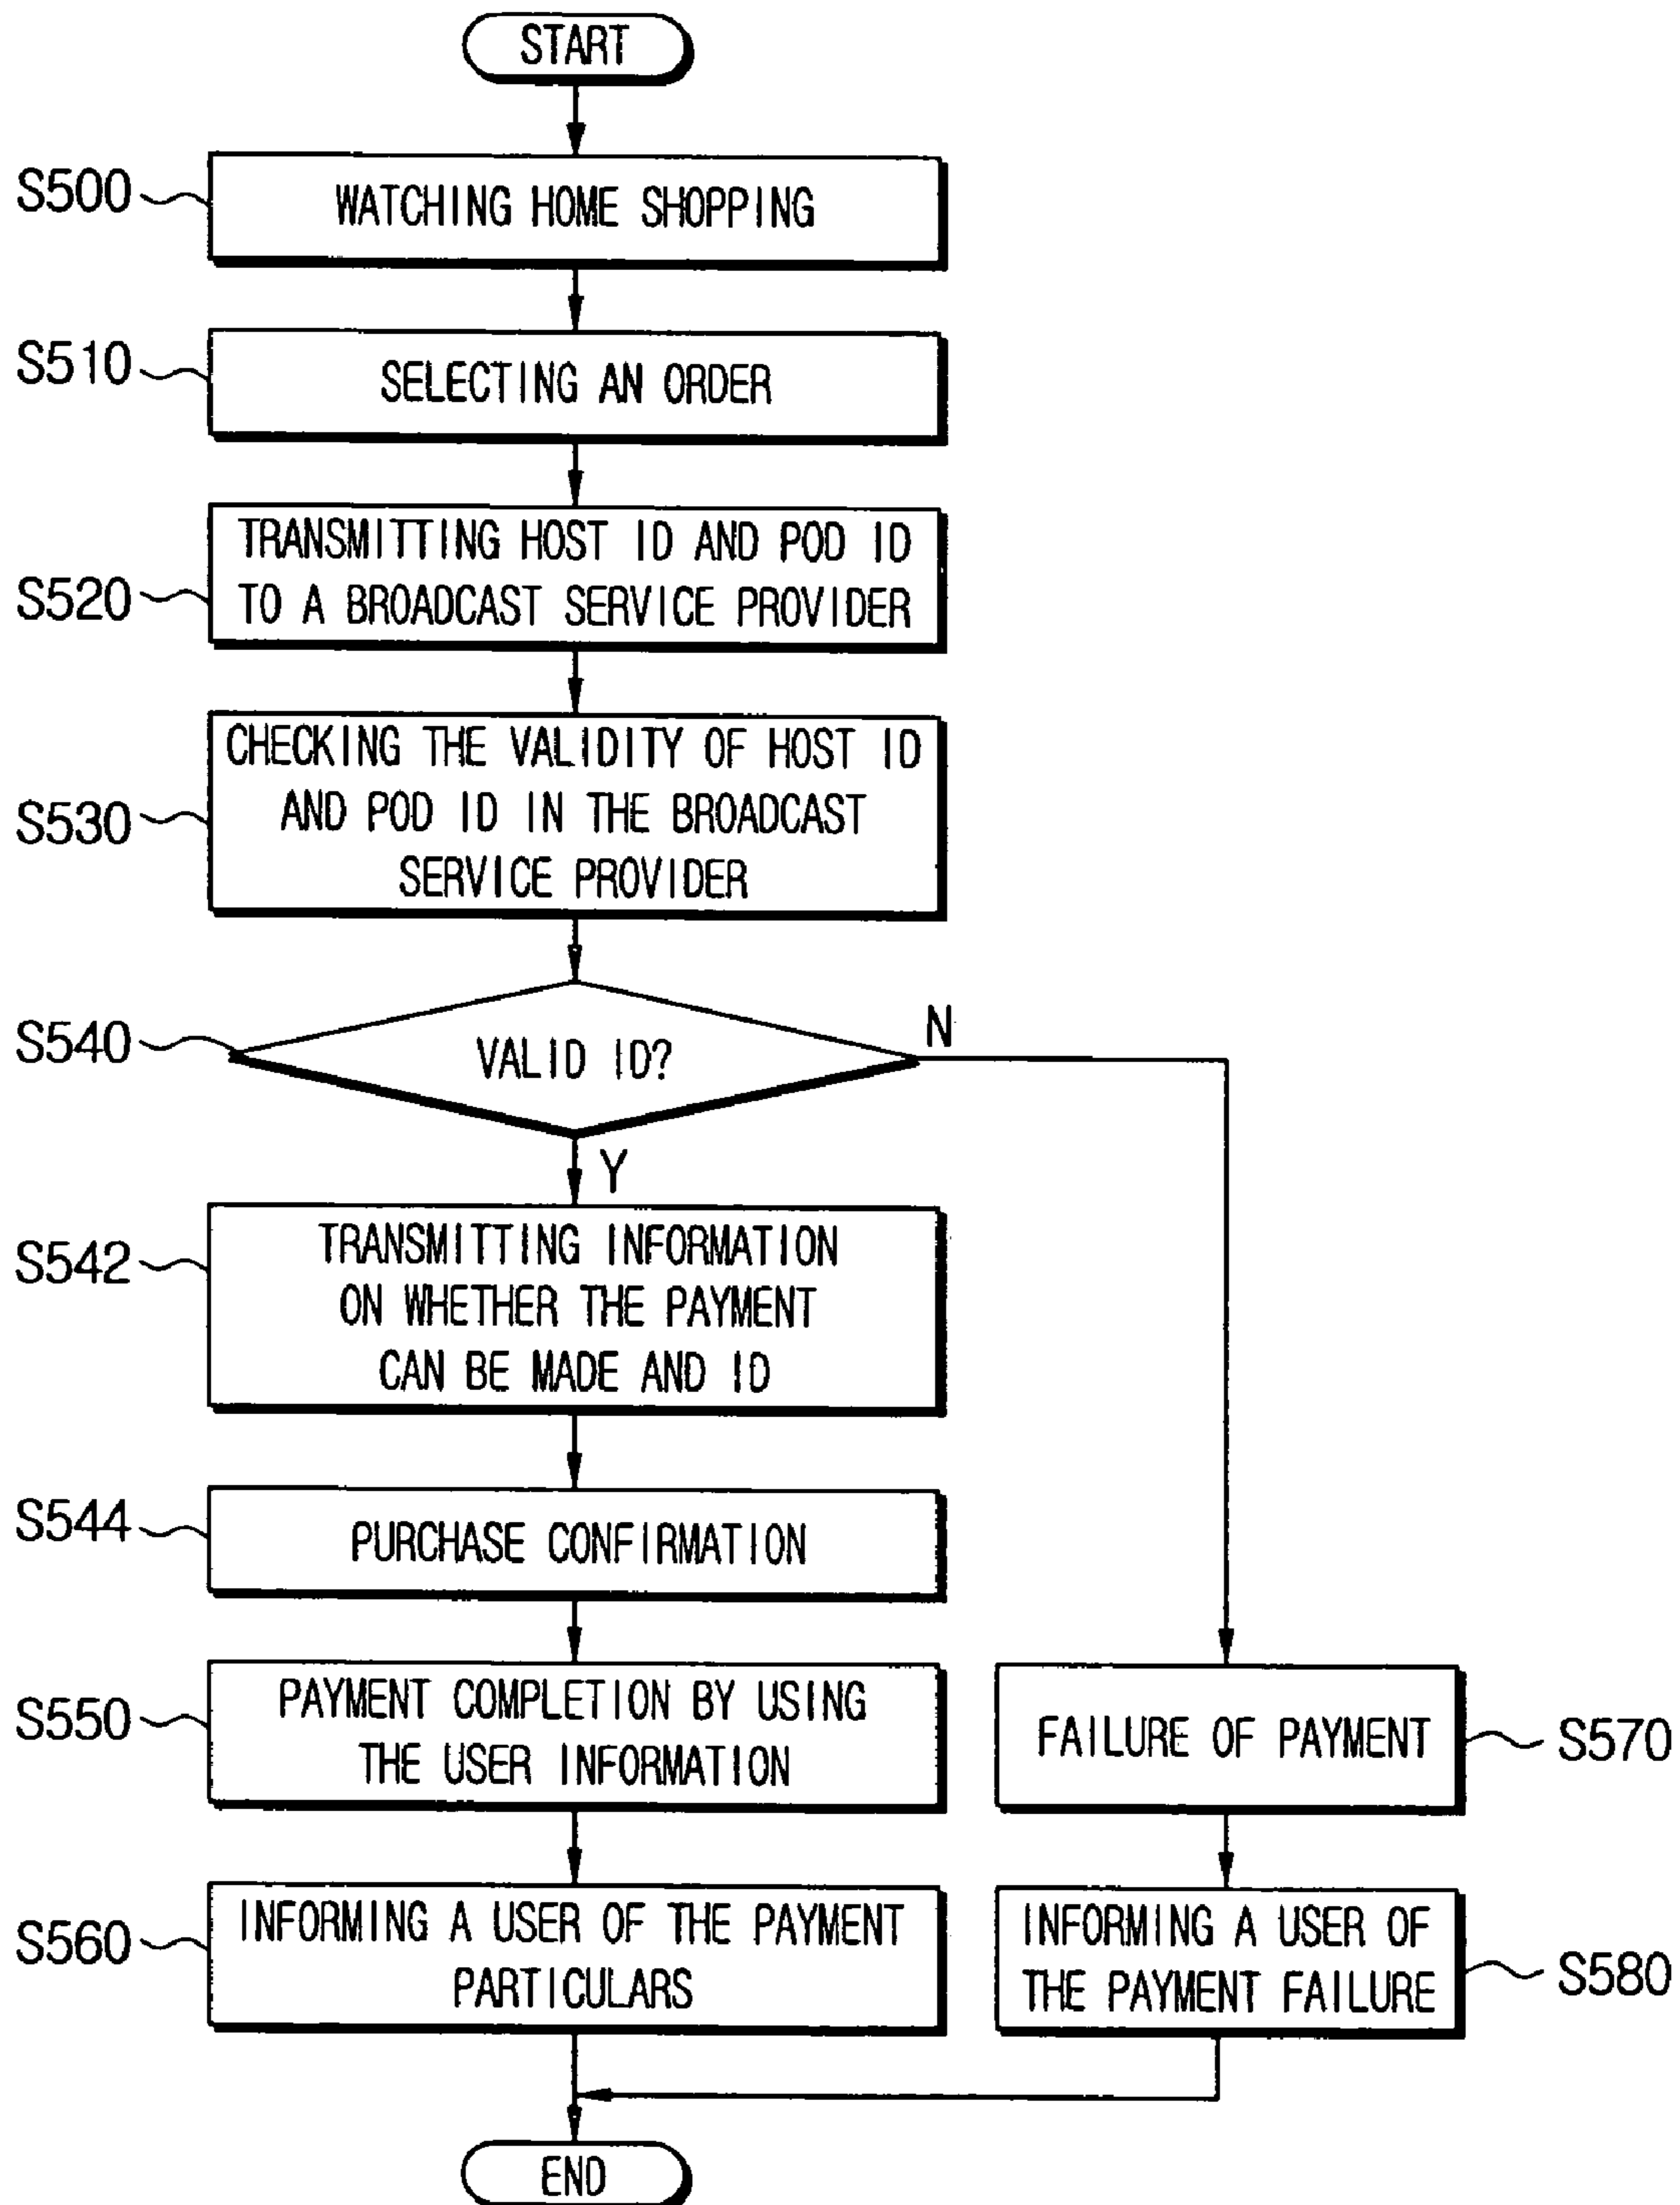 START
S500
WATCHING HOME SHOPPING
S510
SELECTING AN ORDER
S520
TRANSMITTING HOST ID AND POD ID
TO A BROADCAST SERVICE PROVIDER
S530
CHECKING THE VALIDITY OF HOST ID
AND POD ID IN THE BROADCAST
SERVICE PROVIDER
S540
VALID ID?
N
Y
S542
TRANSMITTING INFORMATION
ON WHETHER THE PAYMENT
CAN BE MADE AND ID
S544
PURCHASE CONFIRMATION
S550
PAYMENT COMPLETION BY USING
THE USER INFORMATION
FAILURE OF PAYMENT
S570
S560
INFORMING A USER OF THE PAYMENT
PARTICULARS
INFORMING A USER OF
THE PAYMENT FAILURE
S580
END